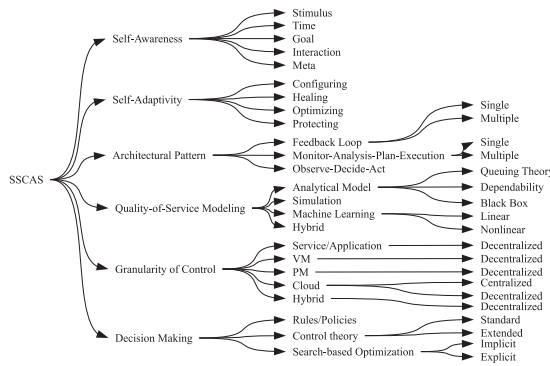 SSCAS
Self-Awareness
Stimulus
Time
Goal
Interaction
Meta
Self-Adaptivity
Configuring
Healing
Optimizing
Protecting
Architectural Pattern
Feedback Loop
Single
Multiple
Monitor-Analysis-Plan-Execution
Single
Multiple
Observe-Decide-Act
Quality-of-Service Modeling
Analytical Model
Queuing Theory
Dependability
Black Box
Simulation
Machine Learning
Linear
Nonlinear
Hybrid
Granularity of Control
Service/Application
Decentralized
VM
Decentralized
PM
Decentralized
Cloud
Centralized
Decentralized
Hybrid
Decentralized
Decision Making
Rules/Policies
Control theory
Standard
Extended
Search-based Optimization
Implicit
Explicit